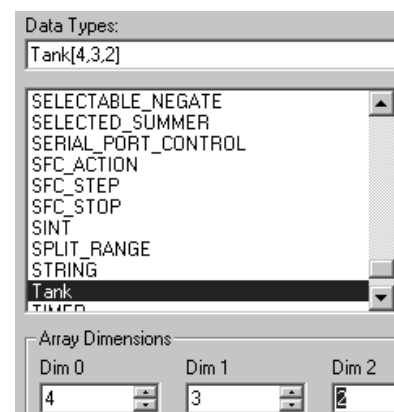 Data Types:
Tank[4,3,2]
SELECTABLE_NEGATE
SELECTED_SUMMER
SERIAL_PORT_CONTROL
SFC_ACTION
SFC_STEP
SFC_STOP
SINT
SPLIT_RANGE
STRING
Tank
TIMER
Array Dimensions
Dim 0 Dim 1 Dim 2
4 3 2